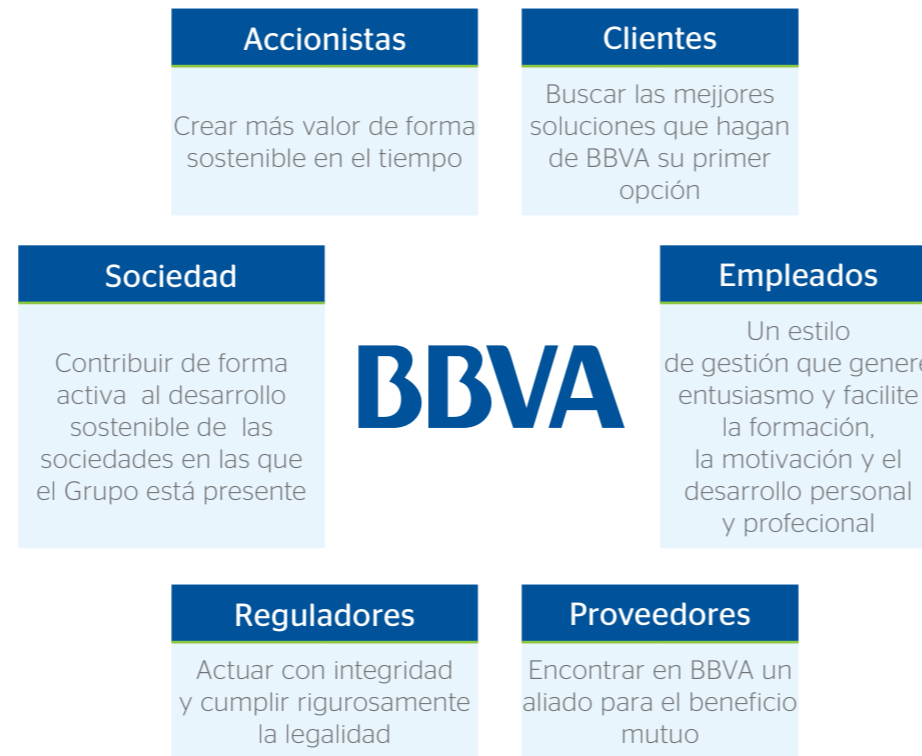 Accionistas
Crear más valor de forma
sostenible en el tiempo
Clientes
Buscar las mejjores
soluciones que hagan
de BBVA su primer
opción
Sociedad
Contribuir de forma
activa al desarrollo
sostenible de las
sociedades en las que
el Grupo está presente
BBVA
Empleados
Un estilo
de gestión que genere
entusiasmo y facilite
la formación,
la motivación y el
desarrollo personal
y profecional
Reguladores
Actuar con integridad
y cumplir rigurosamente
la legalidad
Proveedores
Encontrar en BBVA un
aliado para el beneficio
mutuo